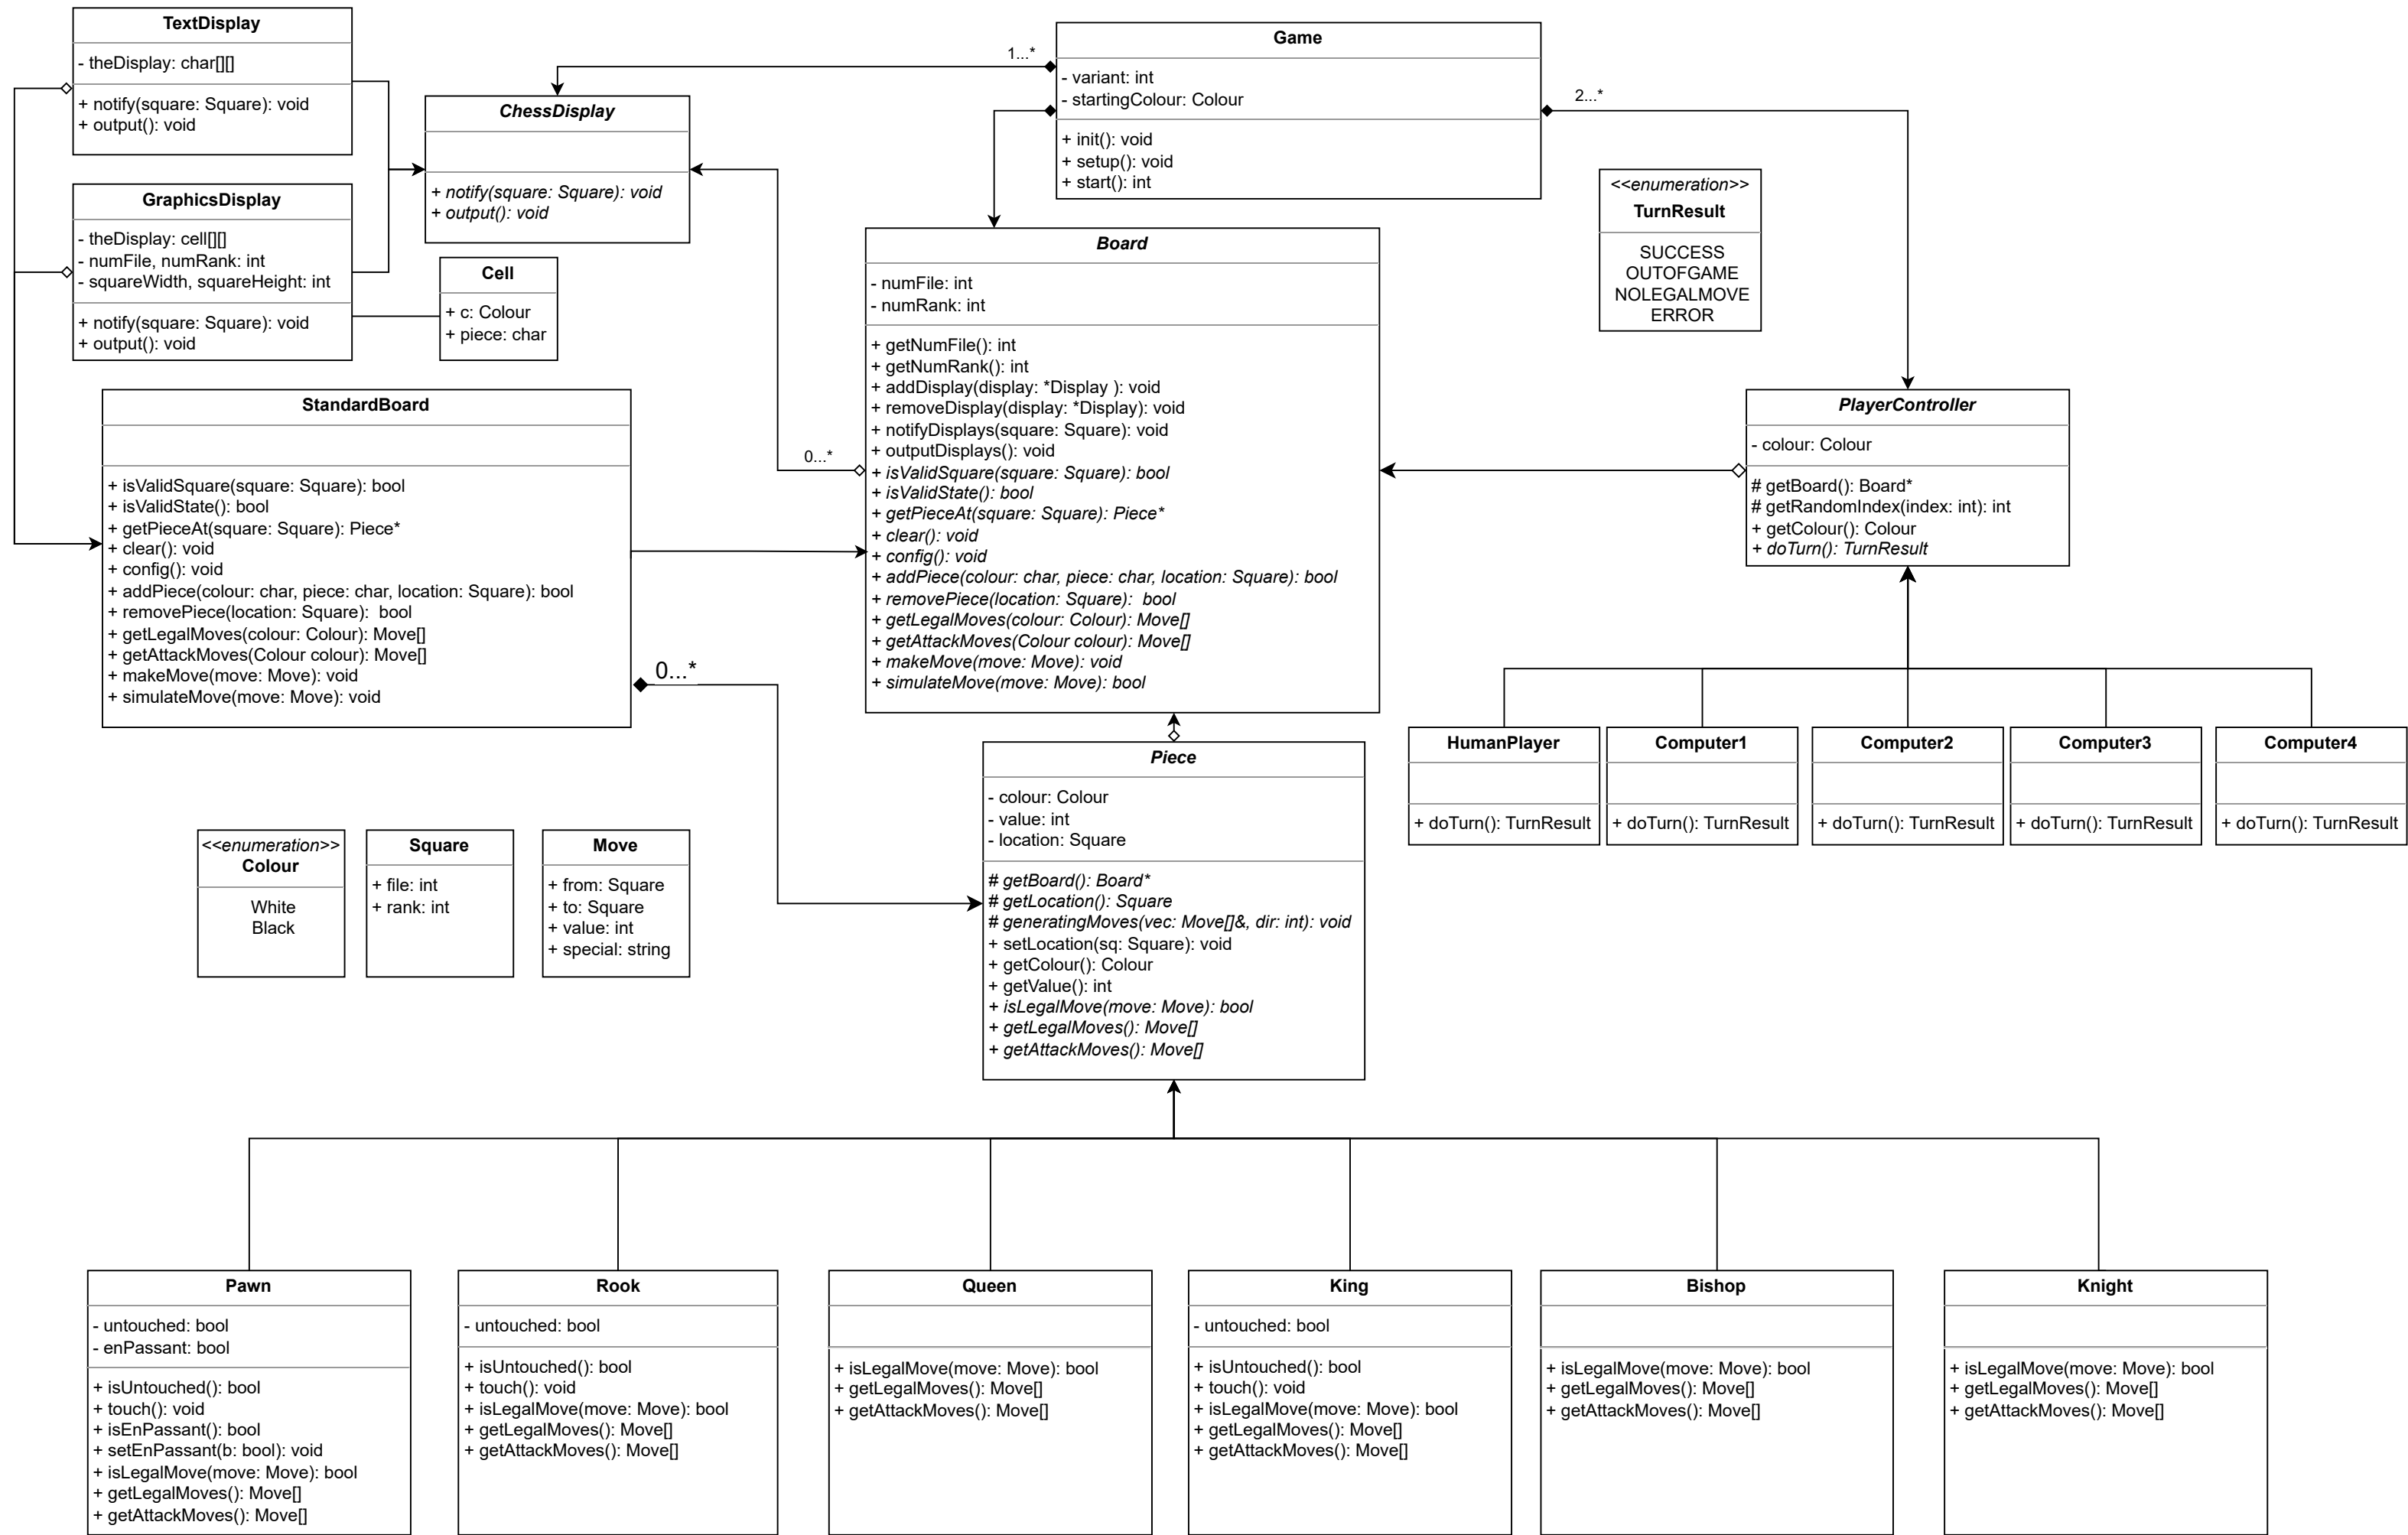 TextDisplay
- theDisplay: char[][]
+ notify(square: Square): void
+ output(): void
GraphicsDisplay
- theDisplay: cell[][]
- numFile, numRank: int
- squareWidth, squareHeight: int
+ notify(square: Square): void
+ output(): void
ChessDisplay
+ notify(square: Square): void
+ output(): void
Cell
+ c: Colour
+ piece: char
1...*
Game
- variant: int
- startingColour: Colour
+ init(): void
+ setup(): void
+ start(): int
2...*
<<enumeration>>
TurnResult
SUCCESS
OUTOFGAME
NOLEGALMOVE
ERROR
Board
- numFile: int
- numRank: int
+ getNumFile(): int
+ getNumRank(): int
+ addDisplay(display: *Display ): void
+ removeDisplay(display: *Display): void
+ notifyDisplays(square: Square): void
+ outputDisplays(): void
+ isValidSquare(square: Square): bool
+ isValidState(): bool
+ getPieceAt(square: Square): Piece*
+ clear(): void
+ config(): void
+ addPiece(colour: char, piece: char, location: Square): bool
+ removePiece(location: Square):  bool
+ getLegalMoves(colour: Colour): Move[]
+ getAttackMoves(Colour colour): Move[]
+ makeMove(move: Move): void
+ simulateMove(move: Move): bool
0...*
StandardBoard
+ isValidSquare(square: Square): bool
+ isValidState(): bool
+ getPieceAt(square: Square): Piece*
+ clear(): void
+ config(): void
+ addPiece(colour: char, piece: char, location: Square): bool
+ removePiece(location: Square):  bool
+ getLegalMoves(colour: Colour): Move[]
+ getAttackMoves(Colour colour): Move[]
+ makeMove(move: Move): void
+ simulateMove(move: Move): void
0...*
PlayerController
- colour: Colour
# getBoard(): Board*
# getRandomIndex(index: int): int
+ getColour(): Colour
+ doTurn(): TurnResult
HumanPlayer
+ doTurn(): TurnResult
Computer1
+ doTurn(): TurnResult
Computer2
+ doTurn(): TurnResult
Computer3
+ doTurn(): TurnResult
Computer4
+ doTurn(): TurnResult
Piece
- colour: Colour
- value: int
- location: Square
# getBoard(): Board*
# getLocation(): Square
# generatingMoves(vec: Move[]&, dir: int): void
+ setLocation(sq: Square): void
+ getColour(): Colour
+ getValue(): int
+ isLegalMove(move: Move): bool
+ getLegalMoves(): Move[]
+ getAttackMoves(): Move[]
<<enumeration>>
Colour
White
Black
Square
+ file: int
+ rank: int
Move
+ from: Square
+ to: Square
+ value: int
+ special: string
Pawn
- untouched: bool
- enPassant: bool
+ isUntouched(): bool
+ touch(): void
+ isEnPassant(): bool
+ setEnPassant(b: bool): void
+ isLegalMove(move: Move): bool
+ getLegalMoves(): Move[]
+ getAttackMoves(): Move[]
Rook
- untouched: bool
+ isUntouched(): bool
+ touch(): void
+ isLegalMove(move: Move): bool
+ getLegalMoves(): Move[]
+ getAttackMoves(): Move[]
Queen
+ isLegalMove(move: Move): bool
+ getLegalMoves(): Move[]
+ getAttackMoves(): Move[]
King
- untouched: bool
+ isUntouched(): bool
+ touch(): void
+ isLegalMove(move: Move): bool
+ getLegalMoves(): Move[]
+ getAttackMoves(): Move[]
Bishop
+ isLegalMove(move: Move): bool
+ getLegalMoves(): Move[]
+ getAttackMoves(): Move[]
Knight
+ isLegalMove(move: Move): bool
+ getLegalMoves(): Move[]
+ getAttackMoves(): Move[]